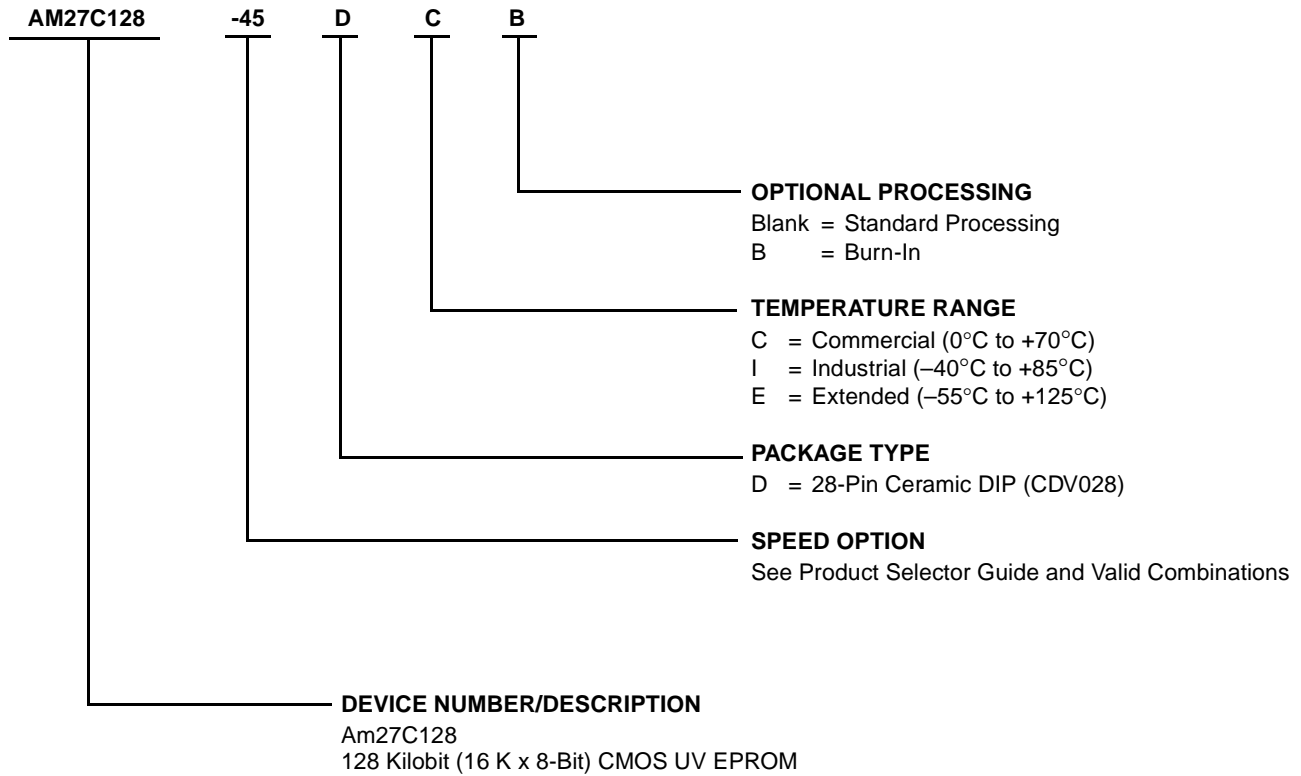 AM27C128 -45 D C B
OPTIONAL PROCESSING
Blank = Standard Processing
B = Burn-In
TEMPERATURE RANGE
C = Commercial (0°C to +70°C)
I = Industrial (–40°C to +85°C)
E = Extended (–55°C to +125°C)
PACKAGE TYPE
D = 28-Pin Ceramic DIP (CDV028)
SPEED OPTION
See Product Selector Guide and Valid Combinations
DEVICE NUMBER/DESCRIPTION
Am27C128
128 Kilobit (16 K x 8-Bit) CMOS UV EPROM